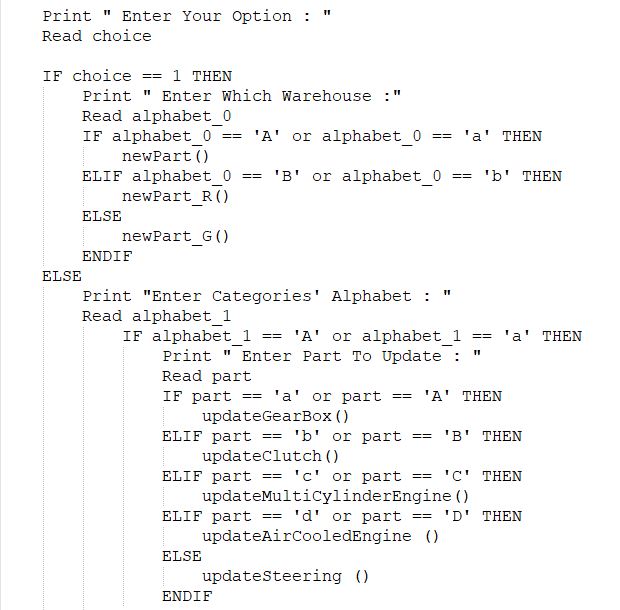 Print " Enter Your Option : "
Read choice
IF choice == 1 THEN
Print " Enter Which Warehouse :"
Read alphabet_0
IF alphabet_0 == 'A' or alphabet_0 == 'a' THEN
newPart()
ELIF alphabet_0 == 'B' or alphabet_0 == 'b' THEN
newPart_R()
ELSE
newPart_G()
ENDIF
ELSE
Print "Enter Categories' Alphabet : "
Read alphabet_1
IF alphabet_1 == 'A' or alphabet_1 == 'a' THEN
Print " Enter Part To Update : "
Read part
IF part == 'a' or part == 'A' THEN
updateGearBox()
ELIF part == 'b' or part == 'B' THEN
updateClutch()
ELIF part == 'c' or part == 'C' THEN
updateMultiCylinderEngine()
ELIF part == 'd' or part == 'D' THEN
updateAirCooledEngine ()
ELSE
updateSteering ()
ENDIF